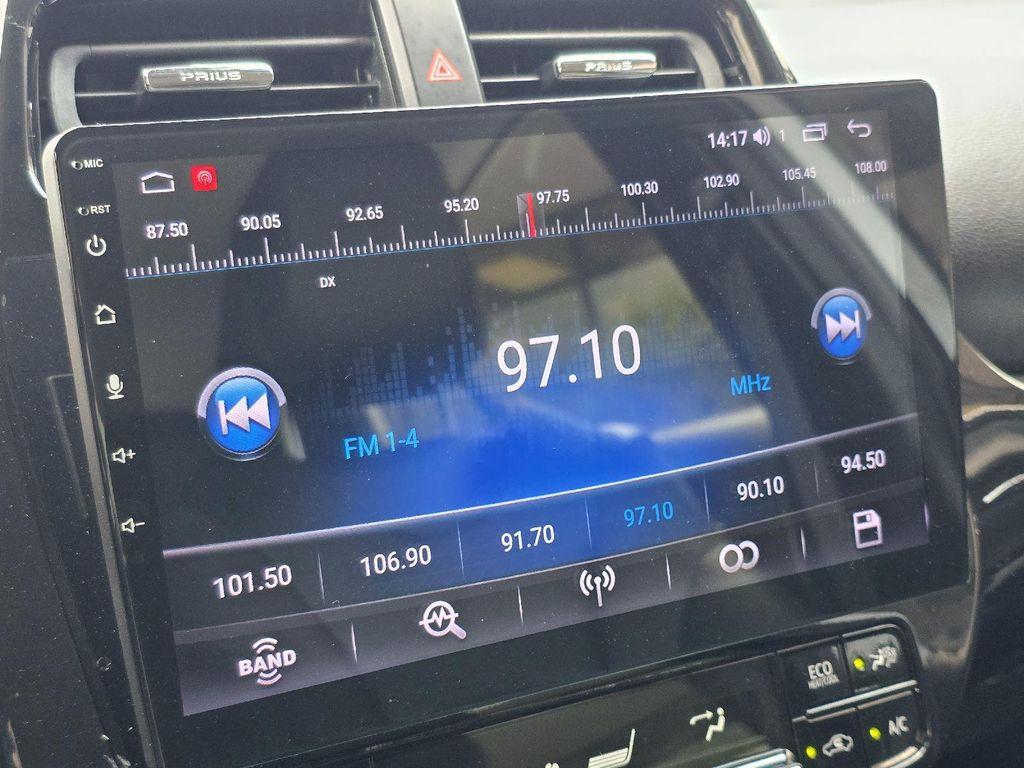 PRIUS
PRIUS
MIC
14:17 1
RST
87.50 90.05 92.65 95.20 97.75 100.30 102.90 105.45 108.00
DX
97.10
MHz
FM 1-4
101.50 106.90 91.70 97.10 90.10 94.50
BAND
ECO
HEAT/COOL
A/C